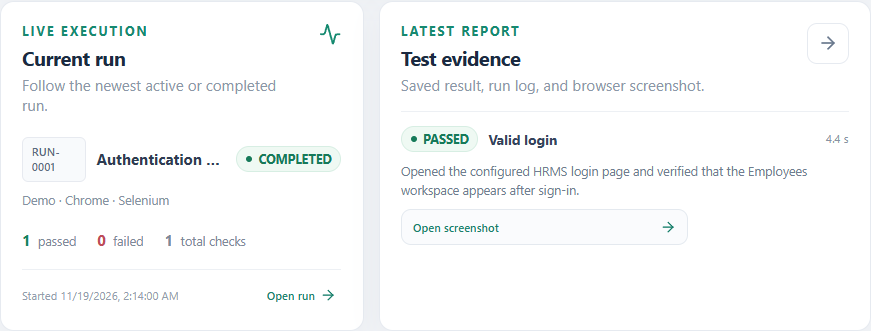 LIVE EXECUTION
Current run
Follow the newest active or completed
run.
RUN-
0001
Authentication ...
COMPLETED
Demo · Chrome · Selenium
1 passed 0 failed 1 total checks
Started 11/19/2026, 2:14:00 AM
Open run
LATEST REPORT
Test evidence
Saved result, run log, and browser screenshot.
PASSED Valid login 4.4 s
Opened the configured HRMS login page and verified that the Employees
workspace appears after sign-in.
Open screenshot